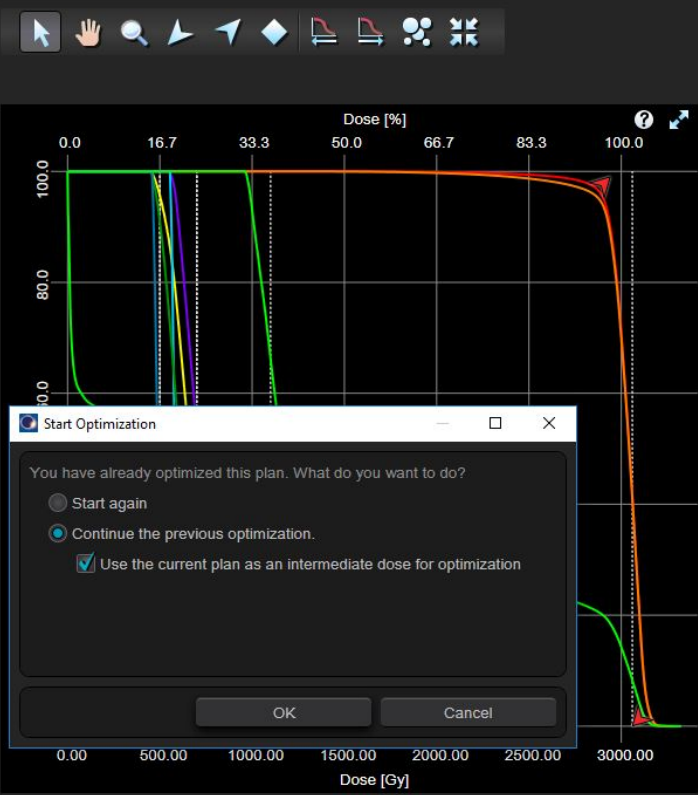 Dose [%]
?
0.0 16.7 33.3 50.0 66.7 83.3 100.0
100.0
80.0
Start Optimization
You have already optimized this plan. What do you want to do?
Start again
Continue the previous optimization.
Use the current plan as an intermediate dose for optimization
OK Cancel
0.00 500.00 1000.00 1500.00 2000.00 2500.00 3000.00
Dose [Gy]